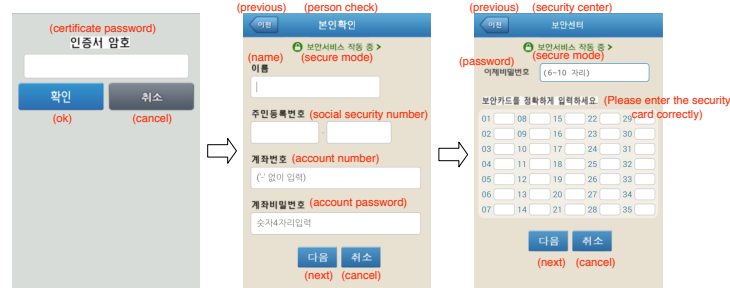 (certificate password)
인증서 암호
확인
취소
(ok)
(cancel)
(previous)
(person check)
이전
본인확인
보안서비스 작동 중 >
(name)
(secure mode)
이름
주민등록번호
(social security number)
-
계좌번호
(account number)
('-' 없이 입력)
계좌비밀번호
(account password)
숫자4자리입력
다음
취소
(next)
(cancel)
(previous)
(security center)
이전
보안센터
보안서비스 작동 중 >
(secure mode)
(password)
이체비밀번호
(6-10 자리)
보안카드를 정확하게 입력하세요.
(Please enter the security
card correctly)
01 08 15 22 29
02 09 16 23 30
03 10 17 24 31
04 11 18 25 32
05 12 19 26 33
06 13 20 27 34
07 14 21 28 35
다음
취소
(next)
(cancel)